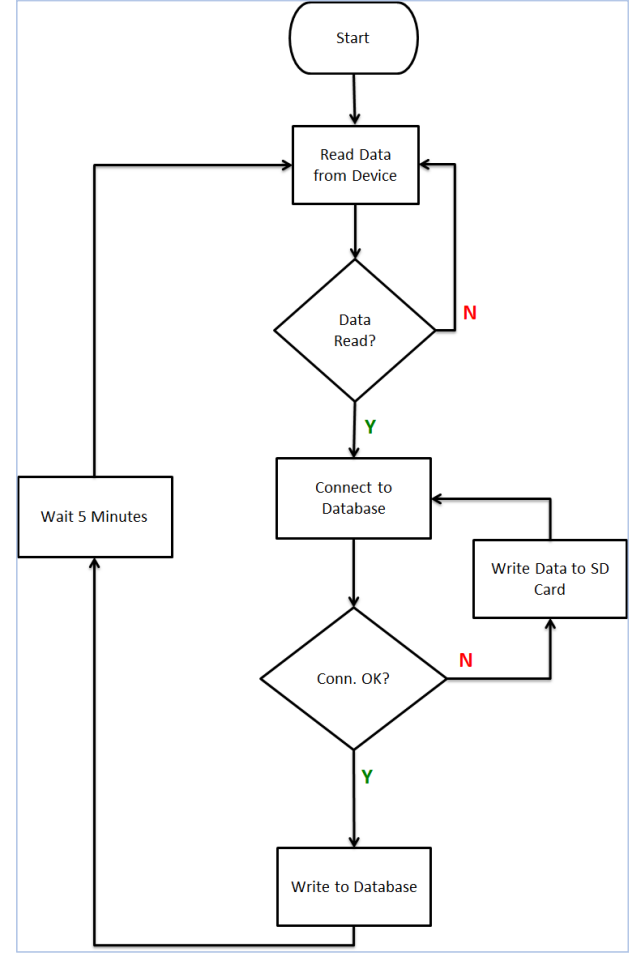 Start
Read Data
from Device
Data
Read?
N
Y
Connect to
Database
Wait 5 Minutes
Write Data to SD
Card
Conn. OK?
N
Y
Write to Database